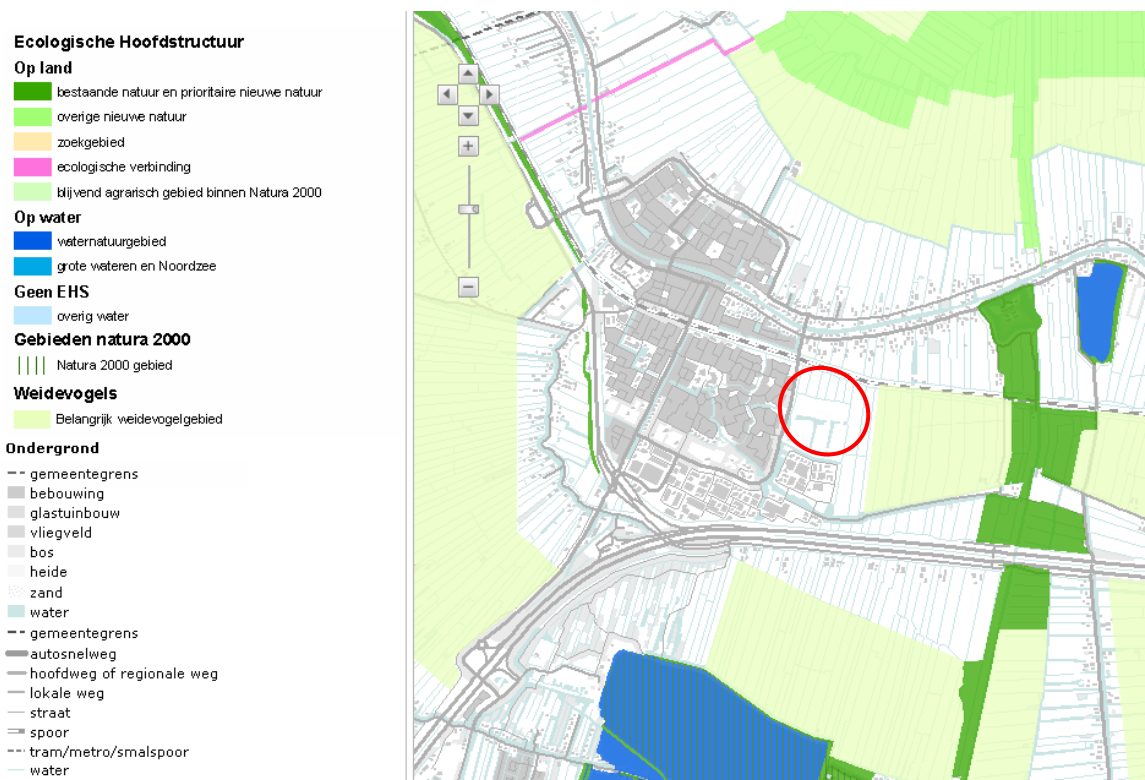 Ecologische Hoofdstructuur
Op land
bestaande natuur en prioritaire nieuwe natuur
overige nieuwe natuur
zoekgebied
ecologische verbinding
blijvend agrarisch gebied binnen Natura 2000
Op water
waternatuurgebied
grote wateren en Noordzee
Geen EHS
overig water
Gebieden natura 2000
Natura 2000 gebied
Weidevogels
Belangrijk weidevogelgebied
Ondergrond
gemeentegrens
bebouwing
glastuinbouw
vliegveld
bos
heide
zand
water
gemeentegrens
autosnelweg
hoofdweg of regionale weg
lokale weg
straat
spoor
tram/metro/smalspoor
water